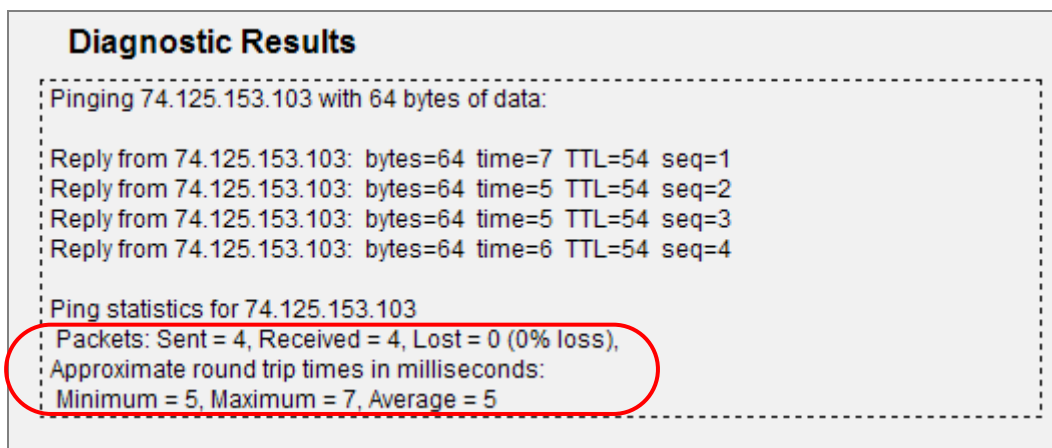 Diagnostic Results
Pinging 74.125.153.103 with 64 bytes of data:
Reply from 74.125.153.103: bytes=64 time=7 TTL=54 seq=1
Reply from 74.125.153.103: bytes=64 time=5 TTL=54 seq=2
Reply from 74.125.153.103: bytes=64 time=5 TTL=54 seq=3
Reply from 74.125.153.103: bytes=64 time=6 TTL=54 seq=4
Ping statistics for 74.125.153.103
Packets: Sent = 4, Received = 4, Lost = 0 (0% loss),
Approximate round trip times in milliseconds:
Minimum = 5, Maximum = 7, Average = 5